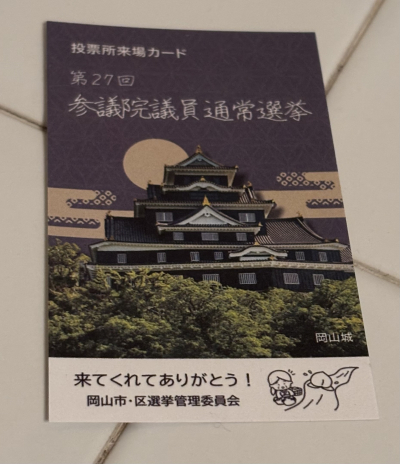 投票所来場カード
第27回
参議院議員通常選挙
岡山城
来てくれてありがとう！
岡山市・区選挙管理委員会